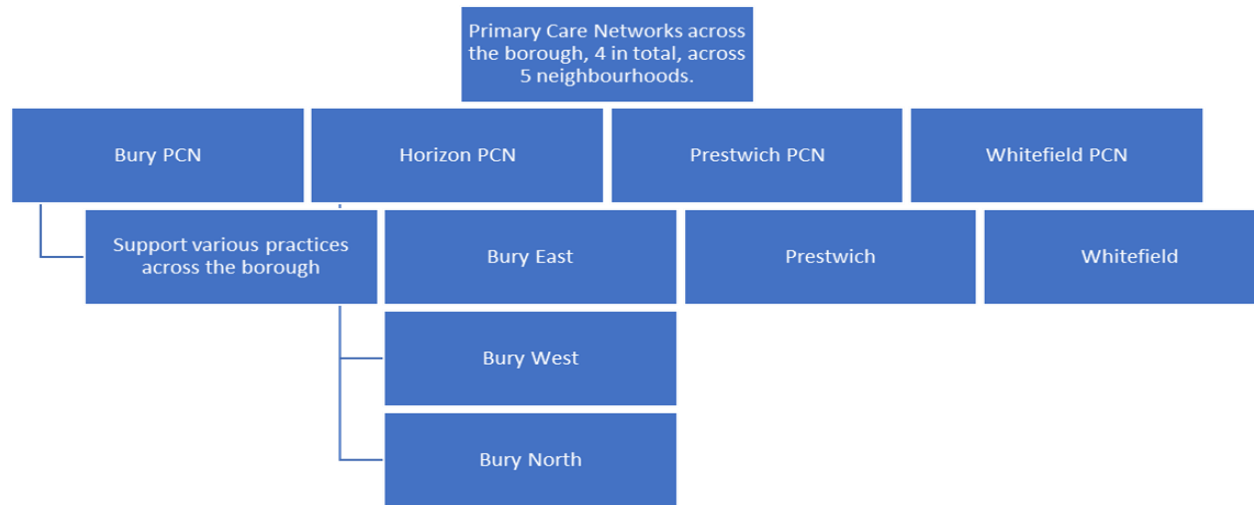 Primary Care Networks across
the borough, 4 in total, across
5 neighbourhoods.
Bury PCN
Horizon PCN
Prestwich PCN
Whitefield PCN
Support various practices
across the borough
Bury East
Prestwich
Whitefield
Bury West
Bury North